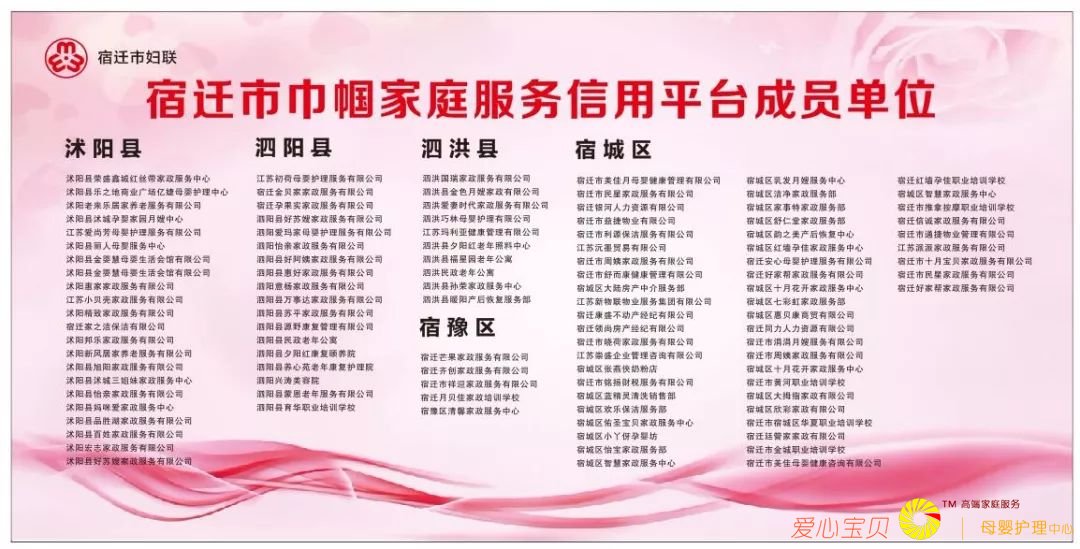 宿迁市妇联
宿迁市巾帼家庭服务信用平台成员单位
沭阳县
沭阳县荣盛鑫城红丝带家政服务中心
沭阳县乐之地商业广场亿婕母婴护理中心
沭阳老来乐居家养老服务有限公司
沭阳县沭城孕婴家园月嫂中心
江苏爱尚芳母婴护理服务有限公司
沭阳县丽人母婴服务中心
沭阳县金婴慧母婴生活会馆有限公司
沭阳县金婴慧母婴生活会馆有限公司
沭阳惠家家政服务有限公司
江苏小贝壳家政服务有限公司
沭阳精致家政服务有限公司
宿迁家之洁保洁有限公司
沭阳邦乐家政服务有限公司
沭阳新风居家养老服务有限公司
沭阳县旭阳家政服务有限公司
沭阳县沭城三姐妹家政服务中心
沭阳县怡亲家政服务有限公司
沭阳县妈咪爱家政服务中心
沭阳县品胜湖家政服务有限公司
沭阳县百姓家政服务有限公司
沭阳宏志家政服务有限公司
沭阳县好苏嫂家政服务有限公司
泗阳县
江苏初荷母婴护理服务有限公司
宿迁金贝家家政服务有限公司
宿迁孕果实家政服务有限公司
泗阳县好苏嫂家政服务有限公司
泗阳爱玛家母婴护理服务有限公司
泗阳怡亲家政服务有限公司
泗阳县好阿姨家政服务有限公司
泗阳县惠好家政服务有限公司
泗阳意杨家政服务有限公司
泗阳县万事达家政服务有限公司
泗阳县苏平家政服务有限公司
泗阳县源野康复管理有限公司
泗阳县民政老年公寓
泗阳县夕阳红康复颐养院
泗阳县养心苑老年康复护理院
泗阳兴涛美容院
泗阳县蒙恩老年服务有限公司
泗阳县育华职业培训学校
泗洪县
泗洪国瑞家政服务有限公司
泗洪县金色月嫂家政有限公司
泗洪爱妻时代家政服务有限公司
泗洪巧林母婴护理有限公司
江苏玛利亚健康管理有限公司
泗洪县夕阳红老年照料中心
泗洪县福星园老年公寓
泗洪民政老年公寓
泗洪县孙荣家政服务中心
泗洪县暖阳产后恢复服务部
宿豫区
宿迁芒果家政服务有限公司
宿迁齐创家政服务有限公司
宿迁市祥迎家政服务有限公司
宿迁月贝佳家政培训学校
宿豫区清馨家政服务中心
宿城区
宿迁市美佳月母婴健康管理有限公司
宿迁市民星家政服务有限公司
宿迁银河人力资源有限公司
宿迁市益捷物业有限公司
宿迁市利源保洁服务有限公司
江苏沅墨贸易有限公司
宿迁市周姨家政服务有限公司
宿迁市舒而康健康管理有限公司
宿城区大陆房产中介服务部
江苏新物联物业服务集团有限公司
宿迁康盛不动产经纪有限公司
宿迁领尚房产经纪有限公司
宿迁市晓荷家政服务有限公司
江苏崇盛企业管理咨询有限公司
宿城区张燕侠奶粉店
宿迁市铭扬财税服务有限公司
宿城区蓝精灵清洗销售部
宿城区欢乐保洁服务部
宿城区佑圣宝贝家政服务中心
宿城区小丫伢孕婴坊
宿城区怡宝家政服务部
宿城区智慧家政服务中心
宿城区乳发月嫂服务中心
宿城区洁净家政服务部
宿城区家事特家政服务部
宿城区舒仁堂家政服务部
宿城区韵之美产后恢复中心
宿城区红墙孕佳家政服务中心
宿迁安心母婴护理服务有限公司
宿迁好家帮家政服务有限公司
宿城区十月花开家政服务中心
宿城区七彩虹家政服务部
宿城区惠贝康商贸有限公司
宿迁同力人力资源有限公司
宿迁市涓涓月嫂服务有限公司
宿迁市周姨家政服务有限公司
宿城区十月花开家政服务中心
宿迁市黄河职业培训学校
宿城区大拇指家政有限公司
宿城区欣彩家政有限公司
宿迁市宿城区华夏职业培训学校
宿迁廷管家家政有限公司
宿迁市金城职业培训学校
宿迁市美佳母婴健康咨询有限公司
宿迁红墙孕佳职业培训学校
宿城区智慧家政服务中心
宿迁市推拿按摩职业培训学校
宿迁信诚家政服务有限公司
宿迁市通捷物业管理有限公司
江苏派派家政服务有限公司
宿迁市十月宝贝家政服务有限公司
宿迁市民星家政服务有限公司
宿迁好家帮家政服务有限公司
爱心宝贝
TM 高端家庭服务
母婴护理中心